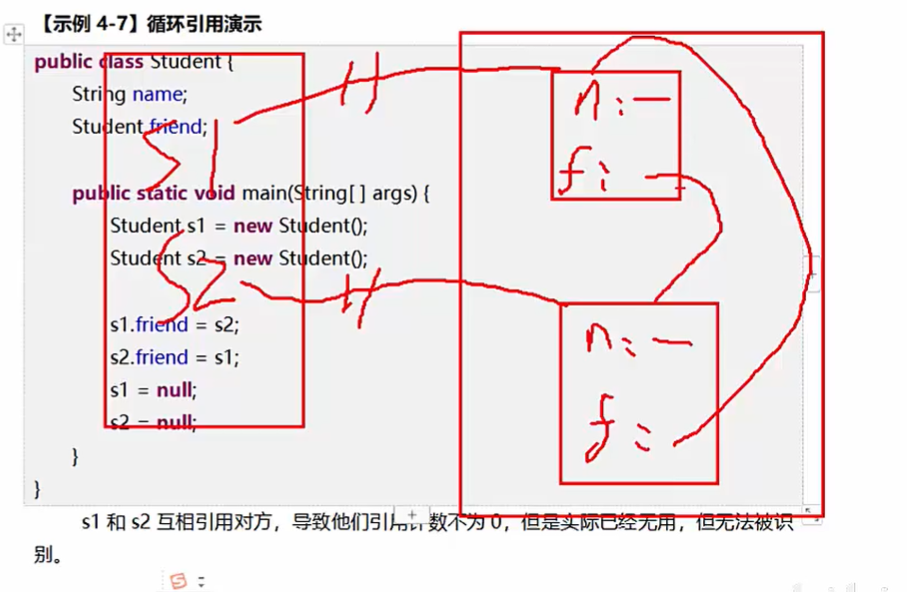 【示例 4-7】循环引用演示
public class Student {
String name;
Student friend;
public static void main(String[] args) {
Student s1 = new Student();
Student s2 = new Student();
s1.friend = s2;
s2.friend = s1;
s1 = null;
s2 = null;
}
}
s1 和 s2 互相引用对方，导致他们引用计数不为 0，但是实际已经无用，但无法被识
别。
S1
S2
n:—
f:
n:—
f: